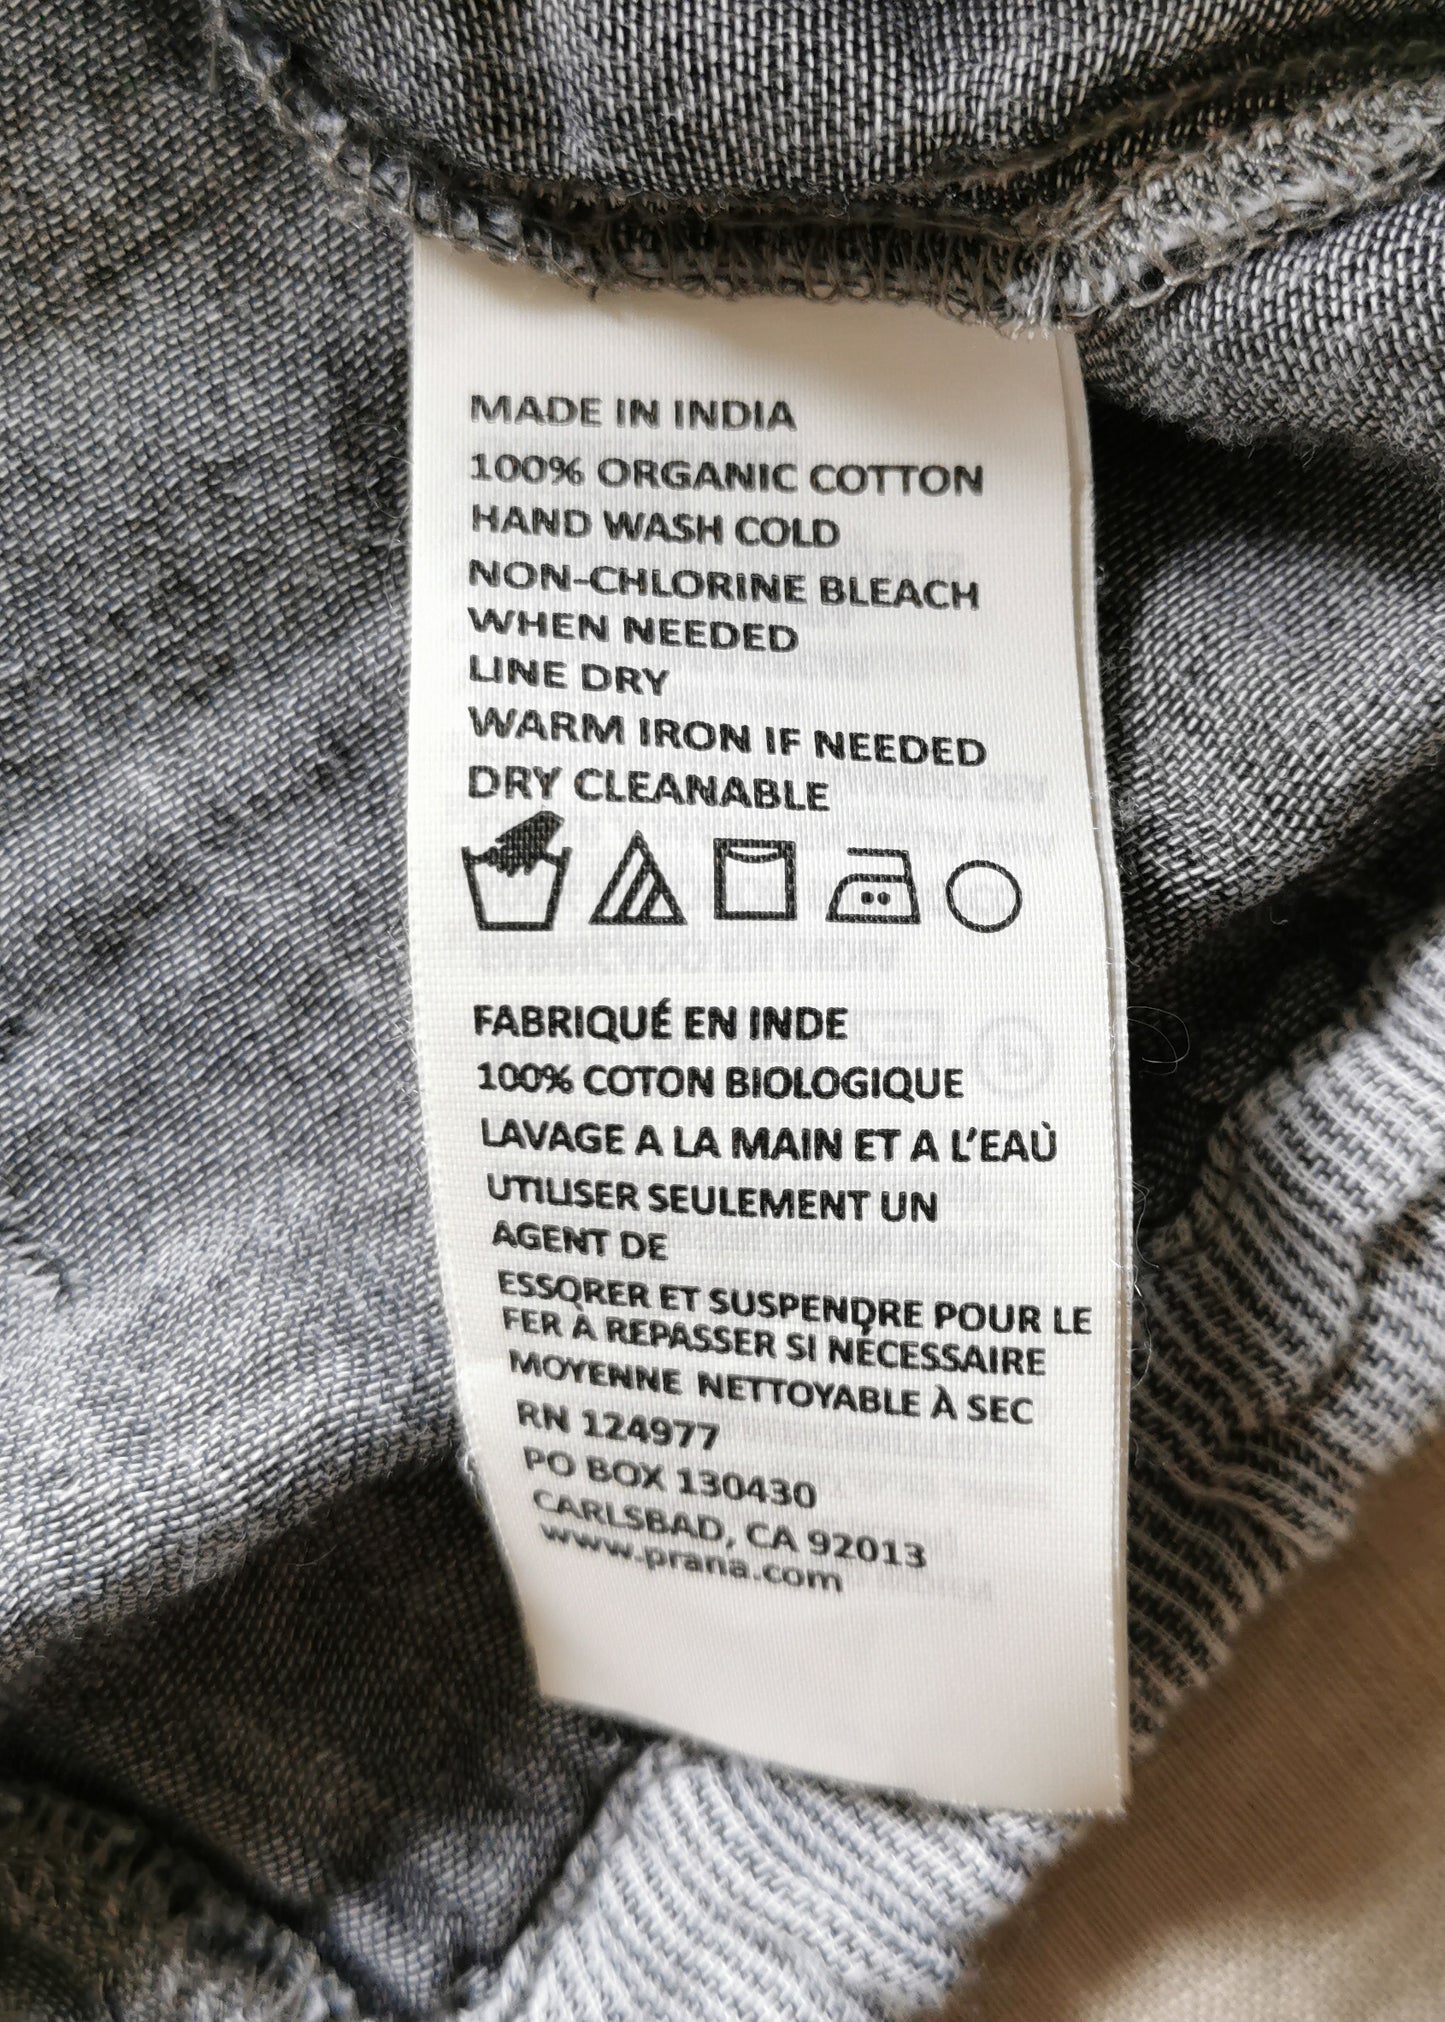 MADE IN INDIA
100% ORGANIC COTTON
HAND WASH COLD
NON-CHLORINE BLEACH
WHEN NEEDED
LINE DRY
WARM IRON IF NEEDED
DRY CLEANABLE
FABRIQUÉ EN INDE
100% COTON BIOLOGIQUE
LAVAGE A LA MAIN ET A L'EAÙ
UTILISER SEULEMENT UN
AGENT DE
ESSORER ET SUSPENDRE POUR LE
FER À REPASSER SI NÉCESSAIRE
MOYENNE NETTOYABLE À SEC
RN 124977
PO BOX 130430
CARLSBAD, CA 92013
www.prana.com